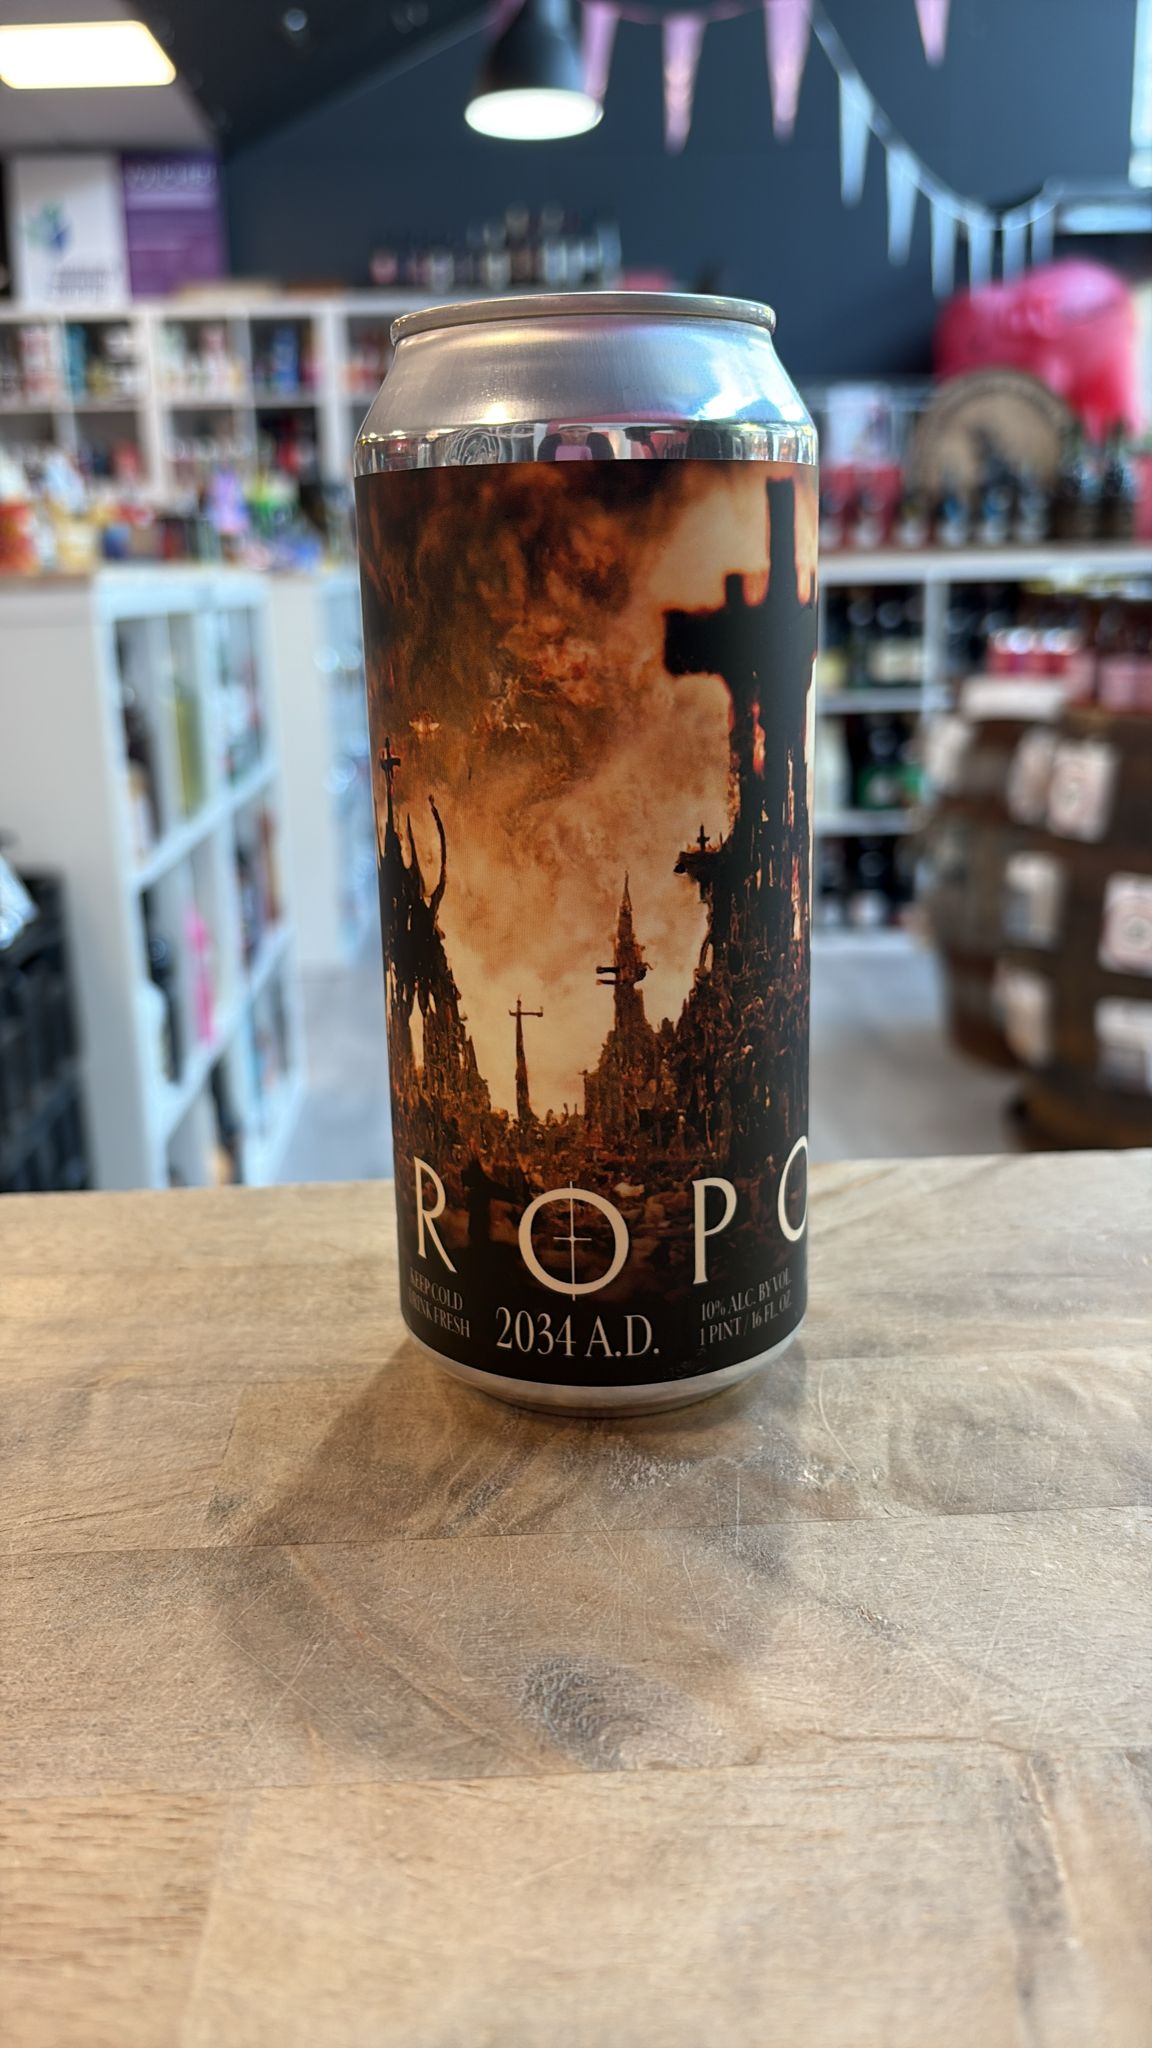 ROPO
KEEP COLD
DRINK FRESH
2034 A.D.
10% ALC. BY VOL.
1 PINT / 16 FL. OZ.